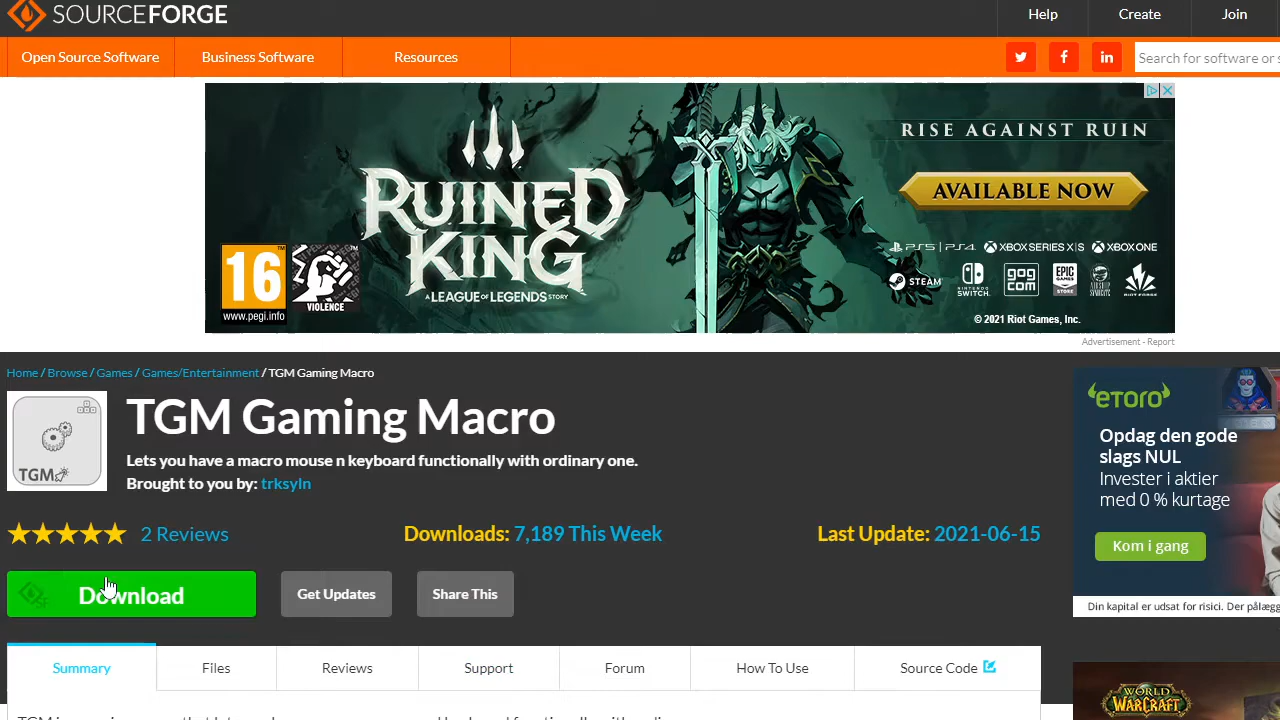 SOURCEFORGE
Help
Create
Join
Open Source Software
Business Software
Resources
Search for software or s
RUINED
KING
A LEAGUE OF LEGENDS STORY
16
www.pegi.info
VIOLENCE
RISE AGAINST RUIN
AVAILABLE NOW
PS5 | PS4
XBOX SERIES X|S
XBOX ONE
STEAM
NINTENDO SWITCH
GOG COM
EPIC GAMES STORE
© 2021 Riot Games, Inc.
Advertisement - Report
Home / Browse / Games / Games/Entertainment / TGM Gaming Macro
TGM
TGM Gaming Macro
Lets you have a macro mouse n keyboard functionally with ordinary one.
Brought to you by: trksyln
2 Reviews
Downloads: 7,189 This Week
Last Update: 2021-06-15
Download
Get Updates
Share This
eToro
Opdag den gode
slags NUL
Invester i aktier
med 0 % kurtage
Kom i gang
Din kapital er udsat for risici. Der pålægg
Summary
Files
Reviews
Support
Forum
How To Use
Source Code
WORLD
WARCRAFT